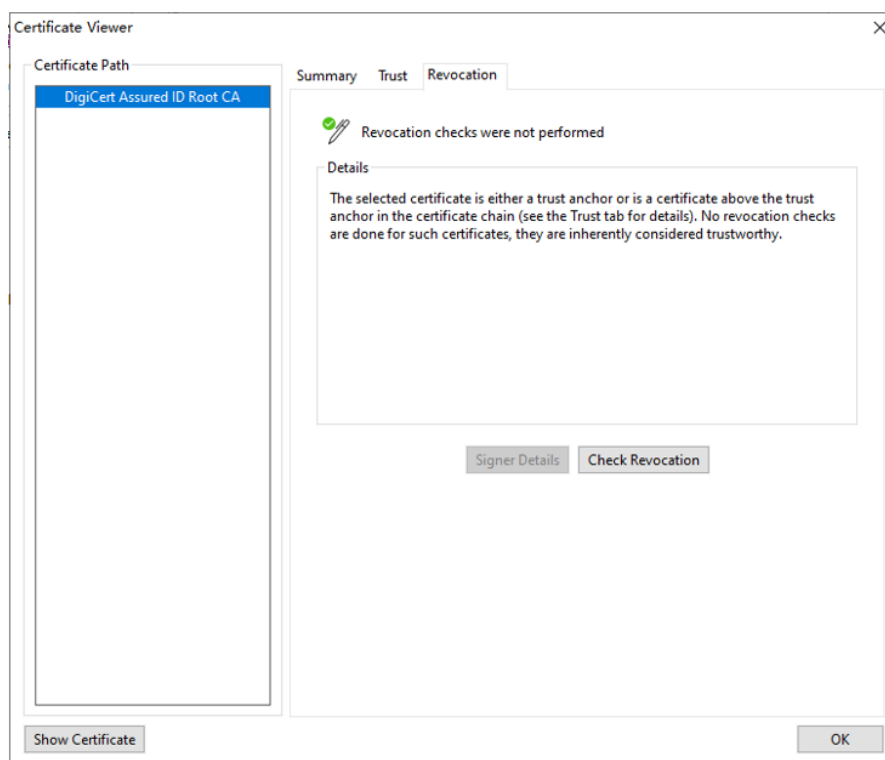 Certificate Viewer
Certificate Path
DigiCert Assured ID Root CA
Summary Trust Revocation
Revocation checks were not performed
Details
The selected certificate is either a trust anchor or is a certificate above the trust
anchor in the certificate chain (see the Trust tab for details). No revocation checks
are done for such certificates, they are inherently considered trustworthy.
Signer Details Check Revocation
Show Certificate OK